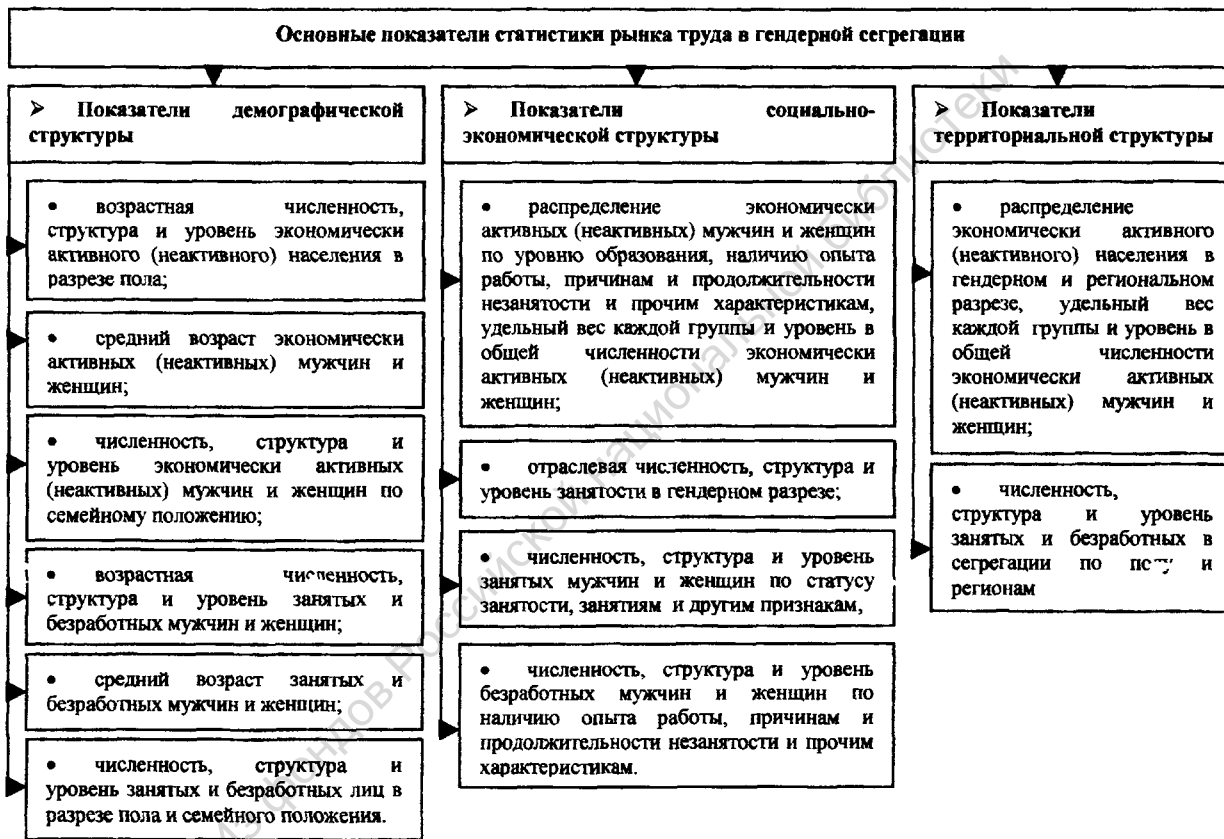 Основные показатели статистики рынка труда в гендерной сегрегации
➢ Показатели демографической
структуры
• возрастная численность,
структура и уровень экономически
активного (неактивного) населения в
разрезе пола;
• средний возраст экономически
активных (неактивных) мужчин и
женщин;
• численность, структура и
уровень экономически активных
(неактивных) мужчин и женщин по
семейному положению;
• возрастная численность,
структура и уровень занятых и
безработных мужчин и женщин;
• средний возраст занятых и
безработных мужчин и женщин;
• численность, структура и
уровень занятых и безработных лиц в
разрезе пола и семейного положения.
➢ Показатели социально-
экономической структуры
• распределение экономически
активных (неактивных) мужчин и женщин
по уровню образования, наличию опыта
работы, причинам и продолжительности
незанятости и прочим характеристикам,
удельный вес каждой группы и уровень в
общей численности экономически
активных (неактивных) мужчин и
женщин;
• отраслевая численность, структура и
уровень занятости в гендерном разрезе;
• численность, структура и уровень
занятых мужчин и женщин по статусу
занятости, занятиям и другим признакам,
• численность, структура и уровень
безработных мужчин и женщин по
наличию опыта работы, причинам и
продолжительности незанятости и прочим
характеристикам.
➢ Показатели
территориальной структуры
• распределение
экономически активного
(неактивного) населения в
гендерном и региональном
разрезе, удельный вес
каждой группы и уровень в
общей численности
экономически активных
(неактивных) мужчин и
женщин;
• численность,
структура и уровень
занятых и безработных в
сегрегации по полу и
регионам
Из фондов Российской национальной библиотеки